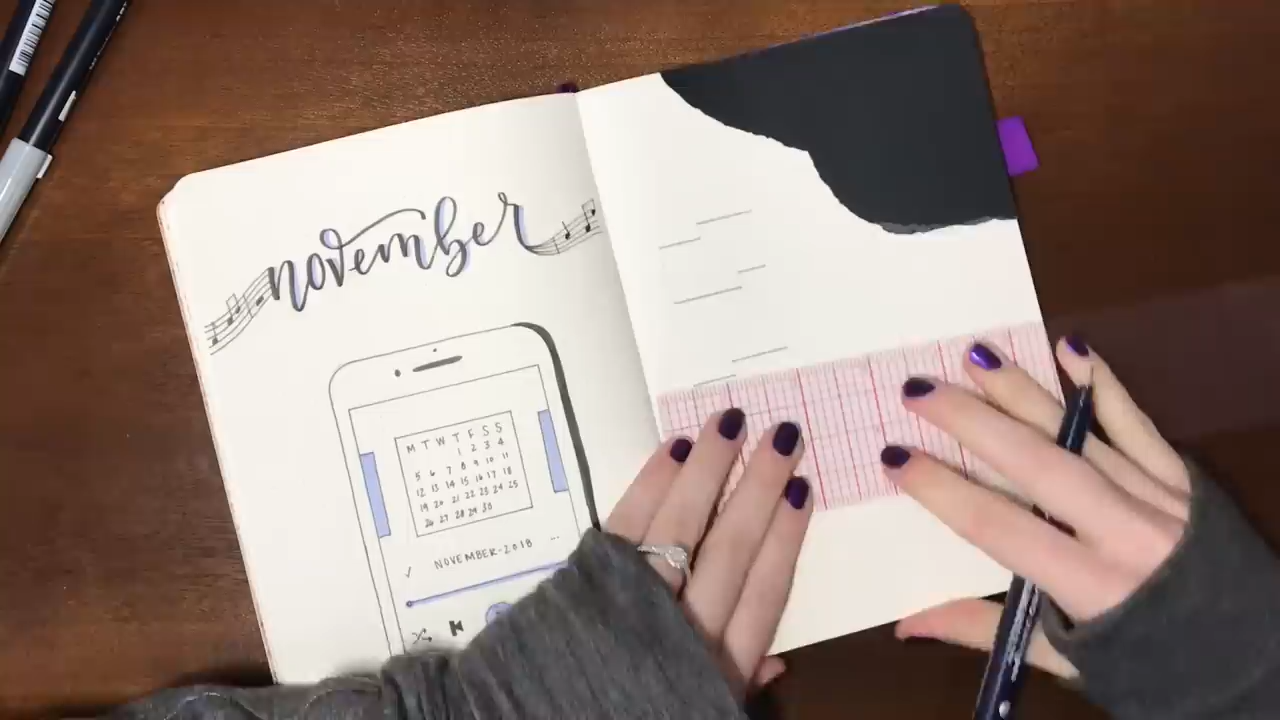 november
M T W T F S S
1 2 3 4
5 6 7 8 9 10 11
12 13 14 15 16 17 18
19 20 21 22 23 24 25
26 27 28 29 30
✓ NOVEMBER-2018 ...